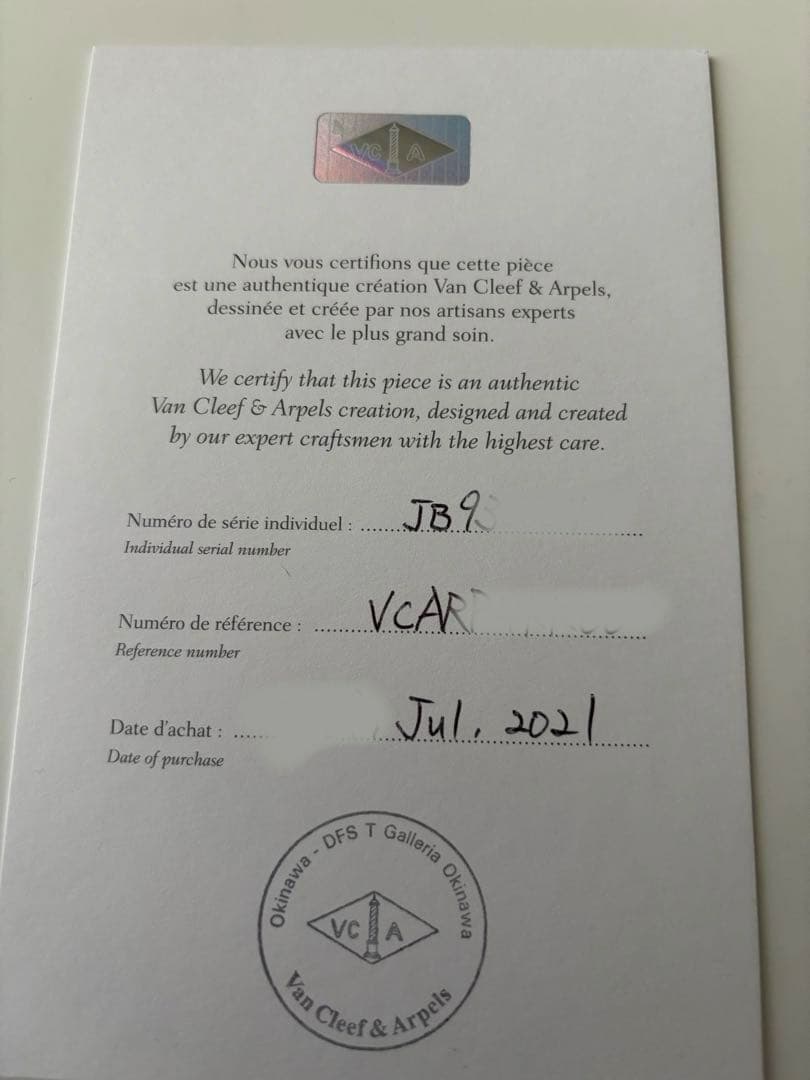 VC A
Nous vous certifions que cette pièce
est une authentique création Van Cleef & Arpels,
dessinée et créée par nos artisans experts
avec le plus grand soin.
We certify that this piece is an authentic
Van Cleef & Arpels creation, designed and created
by our expert craftsmen with the highest care.
Numéro de série individuel : JB9
Individual serial number
Numéro de référence : VCAR
Reference number
Date d'achat : Jul. 2021
Date of purchase
Okinawa - DFS T Galleria Okinawa
VC A
Van Cleef & Arpels